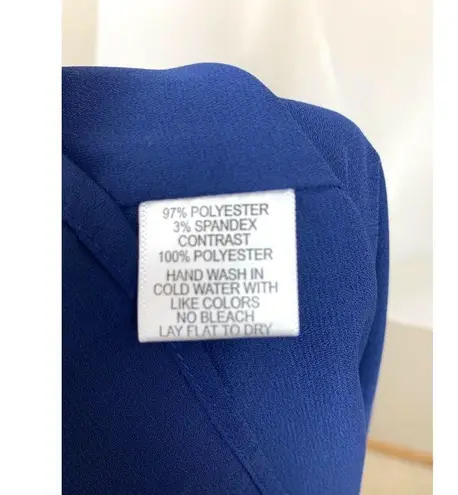 97% POLYESTER
3% SPANDEX
CONTRAST
100% POLYESTER
HAND WASH IN
COLD WATER WITH
LIKE COLORS
NO BLEACH
LAY FLAT TO DRY